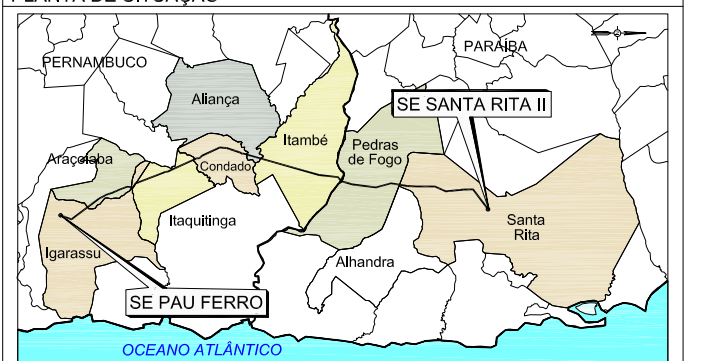 PLANTA DE SITUAÇÃO
PERNAMBUCO
PARAÍBA
Aliança
SE SANTA RITA II
Itambé
Pedras
de Fogo
Araçoiaba
Condado
Itaquitinga
Santa
Rita
Igarassu
Alhandra
SE PAU FERRO
OCEANO ATLÂNTICO